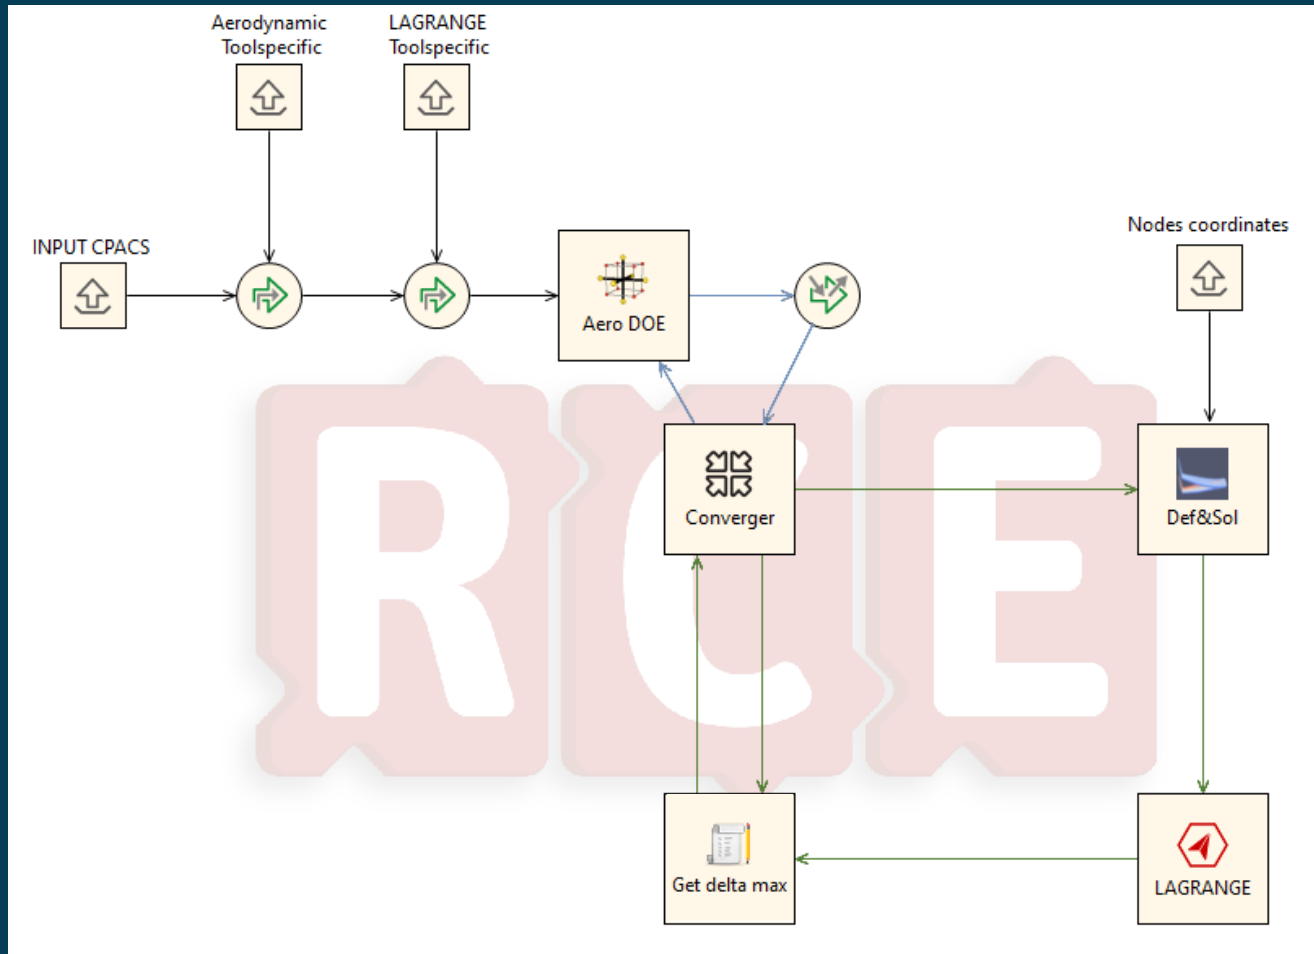 Aerodynamic
Toolspecific
LAGRANGE
Toolspecific
INPUT CPACS
Nodes coordinates
Aero DOE
Converger
Def&Sol
Get delta max
LAGRANGE
RCE